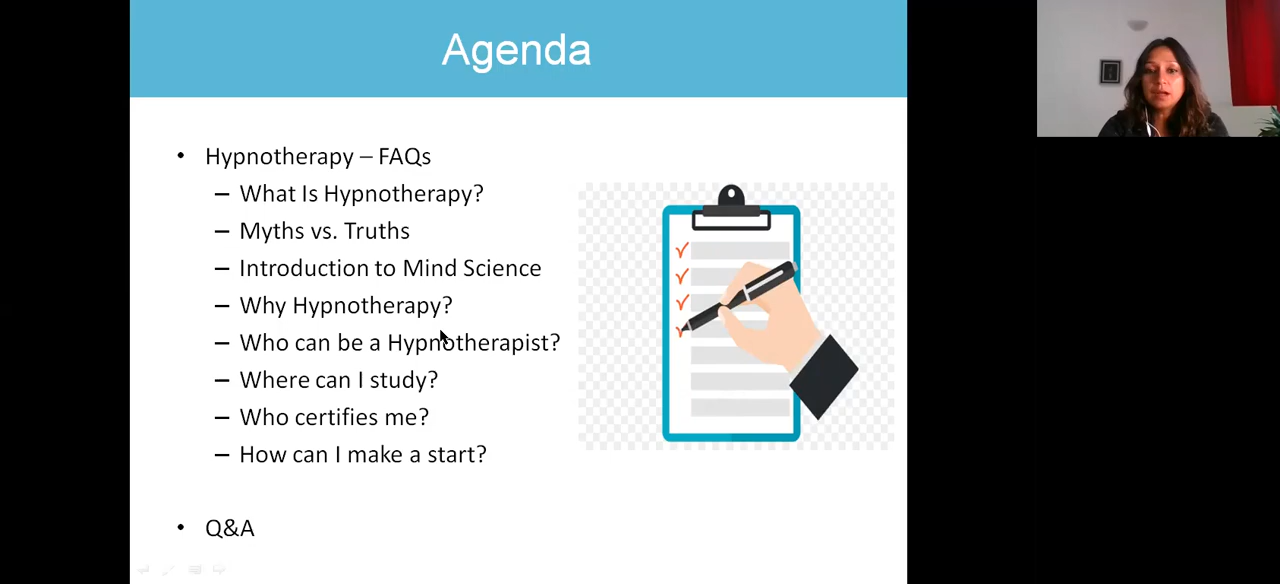 Agenda
• Hypnotherapy – FAQs
– What Is Hypnotherapy?
– Myths vs. Truths
– Introduction to Mind Science
– Why Hypnotherapy?
– Who can be a Hypnotherapist?
– Where can I study?
– Who certifies me?
– How can I make a start?
• Q&A